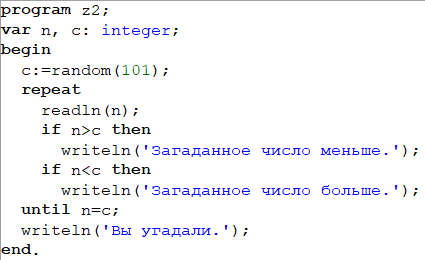 program z2;
var n, c: integer;
begin
  c:=random(101);
  repeat
    readln(n);
    if n>c then
      writeln('Загаданное число меньше.');
    if n<c then
      writeln('Загаданное число больше.');
  until n=c;
  writeln('Вы угадали.');
end.